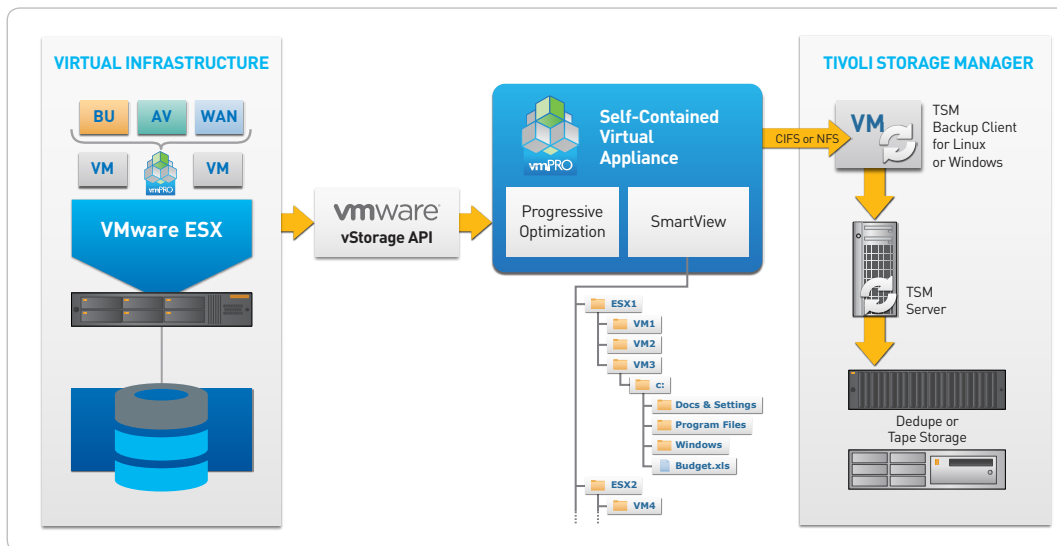 VIRTUAL INFRASTRUCTURE
BU
AV
WAN
VM
vmPRO
VM
VMware ESX
vmware
vStorage API
vmPRO
Self-Contained
Virtual
Appliance
Progressive
Optimization
SmartView
ESX1
VM1
VM2
VM3
c:
Docs & Settings
Program Files
Windows
Budget.xls
ESX2
VM4
CIFS or NFS
TIVOLI STORAGE MANAGER
VM
TSM
Backup Client
for Linux
or Windows
TSM
Server
Dedupe or
Tape Storage